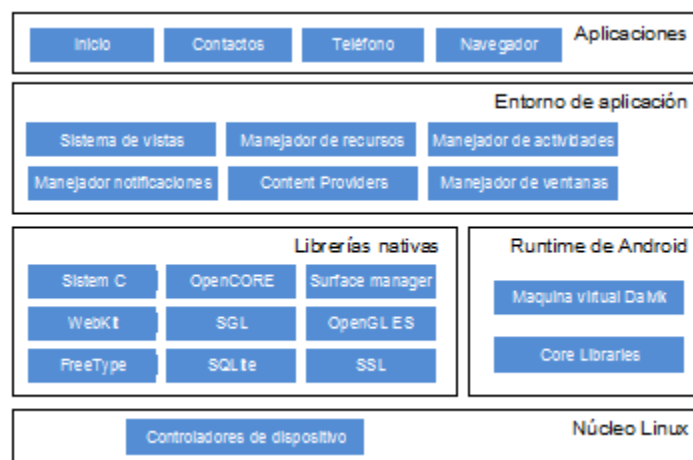 Aplicaciones
Inicio
Contactos
Teléfono
Navegador
Entorno de aplicación
Sistema de vistas
Manejador de recursos
Manejador de actividades
Manejador notificaciones
Content Providers
Manejador de ventanas
Librerías nativas
Sistem C
OpenCORE
Surface manager
WebKit
SGL
OpenGL ES
FreeType
SQLite
SSL
Runtime de Android
Maquina virtual Dalvik
Core Libraries
Núcleo Linux
Controladores de dispositivo